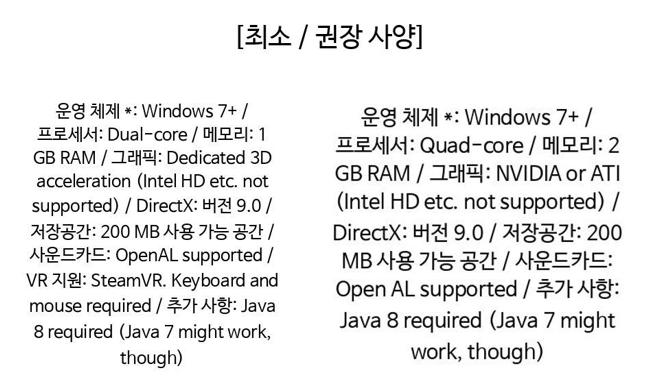 [최소 / 권장 사양]
운영 체제 *: Windows 7+ /
프로세서: Dual-core / 메모리: 1
GB RAM / 그래픽: Dedicated 3D
acceleration (Intel HD etc. not
supported) / DirectX: 버전 9.0 /
저장공간: 200 MB 사용 가능 공간 /
사운드카드: OpenAL supported /
VR 지원: SteamVR. Keyboard and
mouse required / 추가 사항: Java
8 required (Java 7 might work,
though)
운영 체제 *: Windows 7+ /
프로세서: Quad-core / 메모리: 2
GB RAM / 그래픽: NVIDIA or ATI
(Intel HD etc. not supported) /
DirectX: 버전 9.0 / 저장공간: 200
MB 사용 가능 공간 / 사운드카드:
Open AL supported / 추가 사항:
Java 8 required (Java 7 might
work, though)